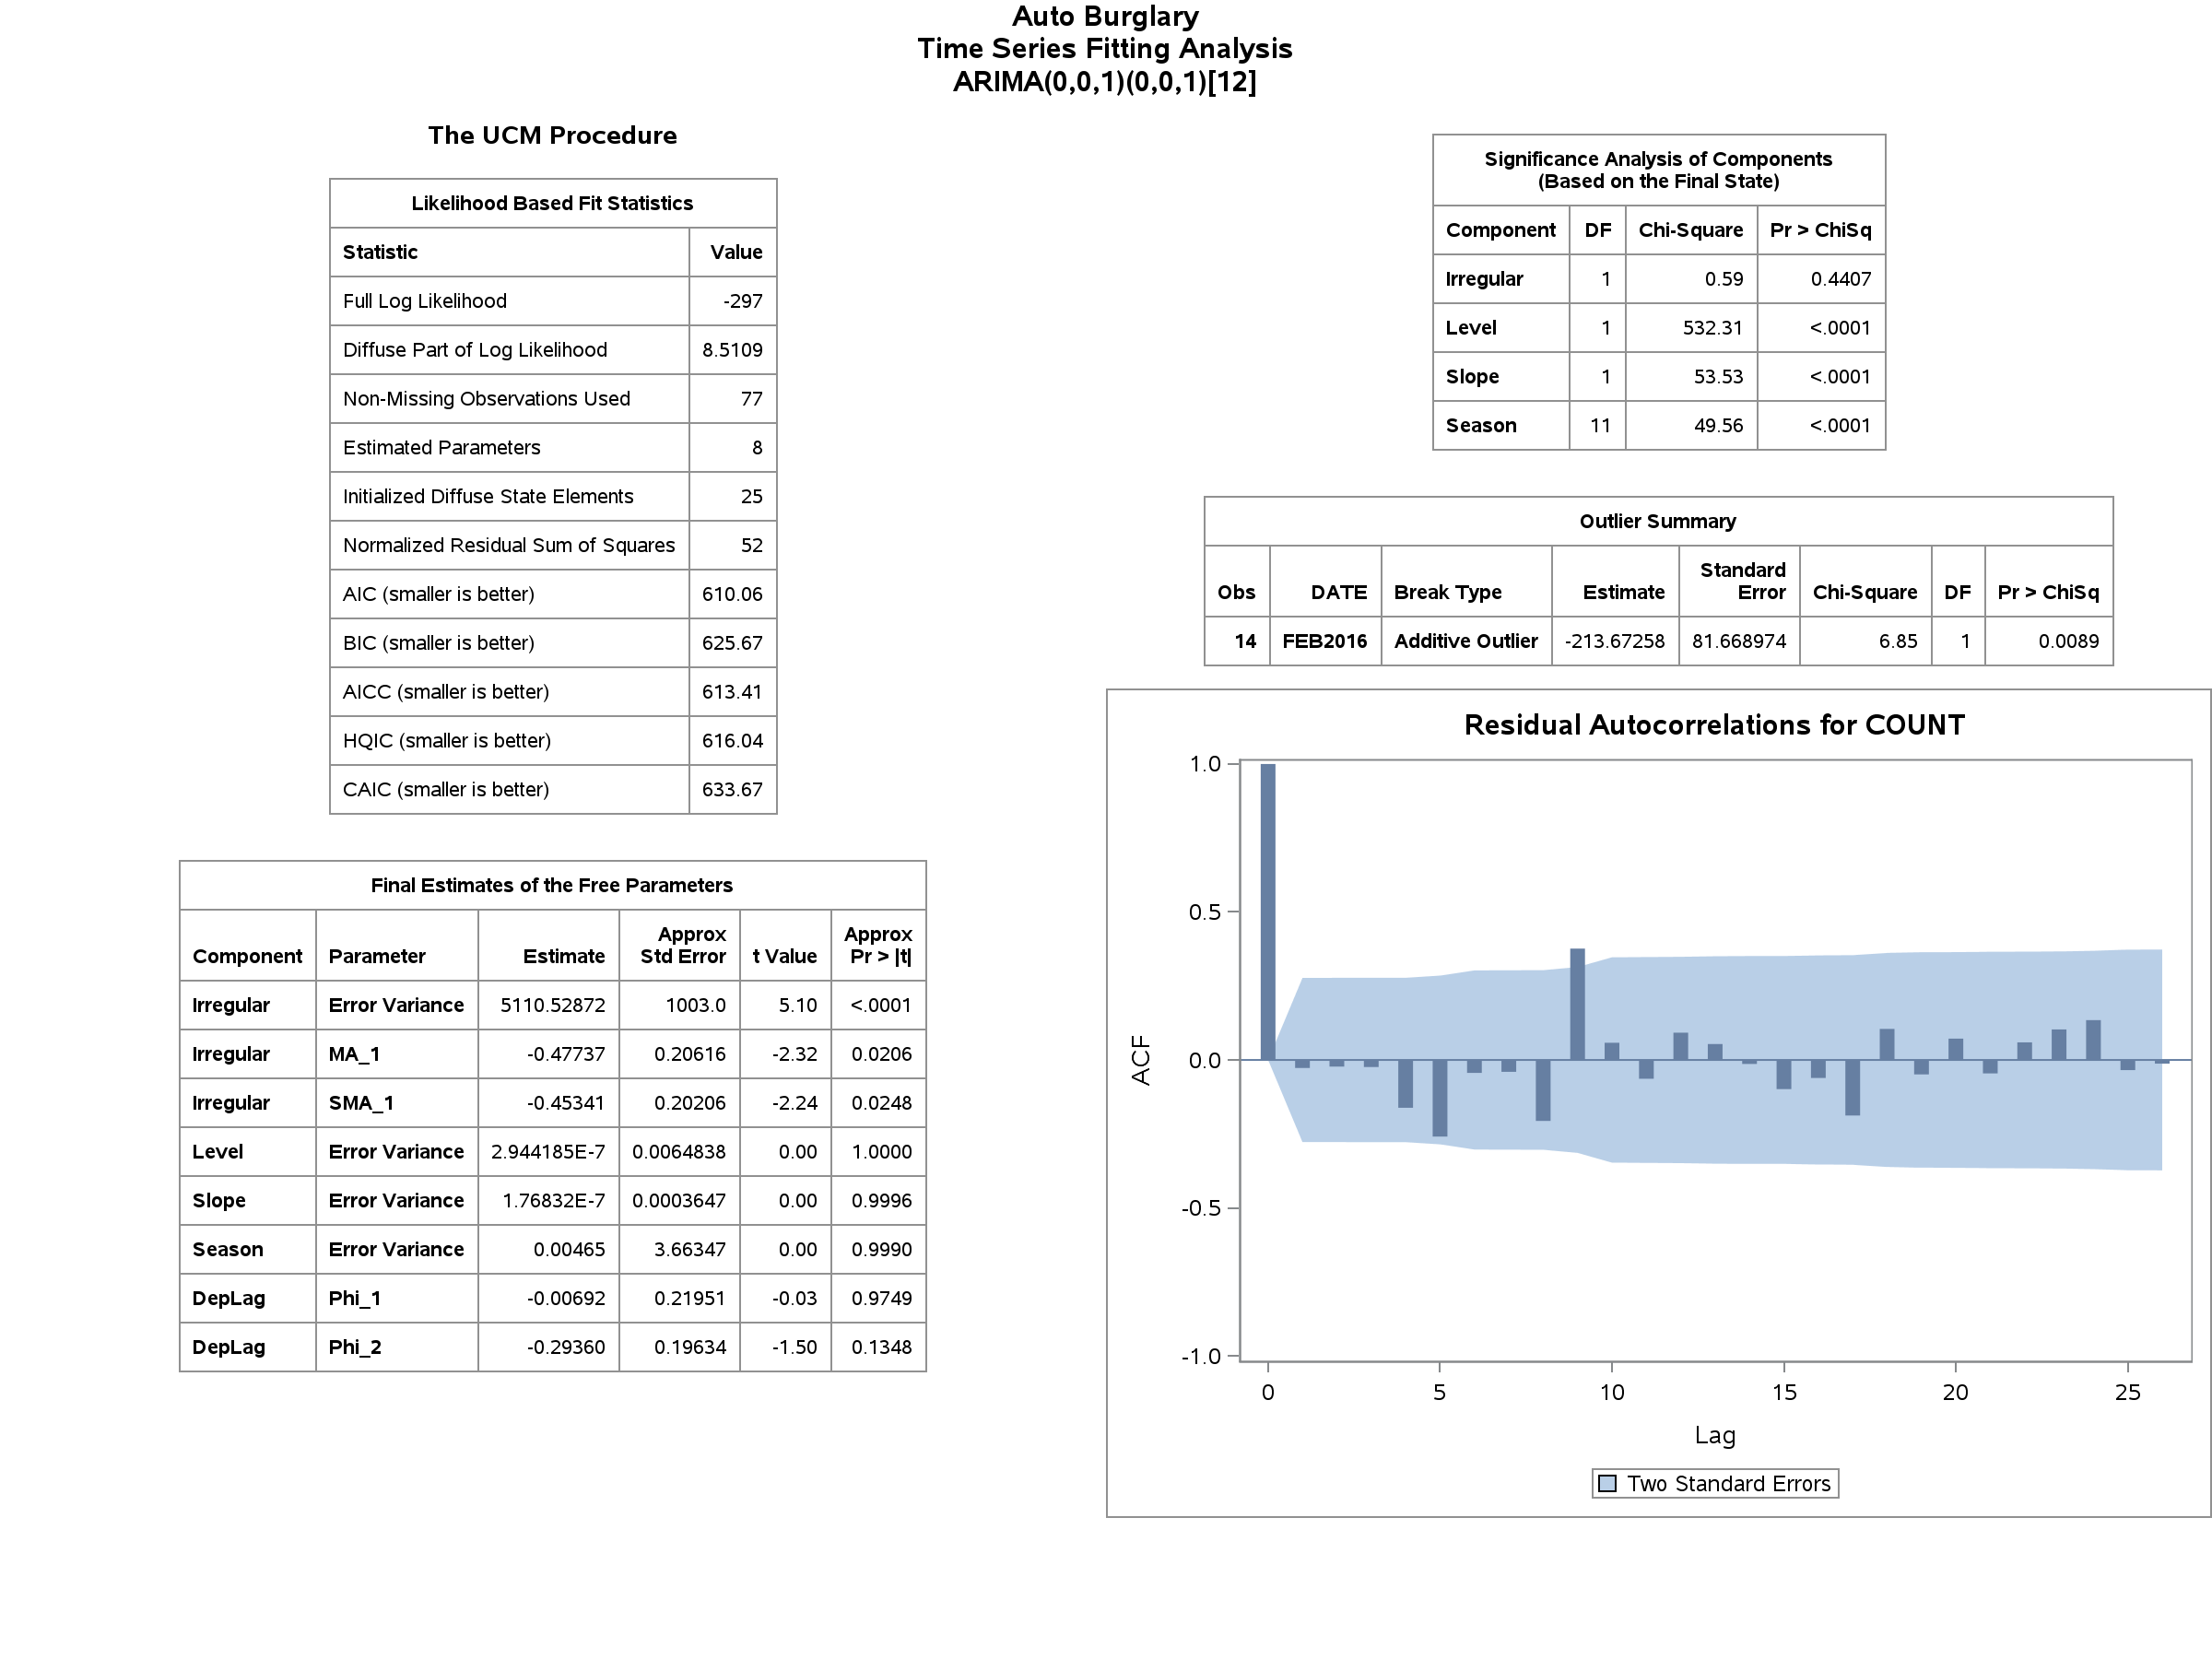 Auto Burglary
Time Series Fitting Analysis
ARIMA(0,0,1)(0,0,1)[12]
The UCM Procedure
Likelihood Based Fit Statistics
Statistic Value
Full Log Likelihood -297
Diffuse Part of Log Likelihood 8.5109
Non-Missing Observations Used 77
Estimated Parameters 8
Initialized Diffuse State Elements 25
Normalized Residual Sum of Squares 52
AIC (smaller is better) 610.06
BIC (smaller is better) 625.67
AICC (smaller is better) 613.41
HQIC (smaller is better) 616.04
CAIC (smaller is better) 633.67
Final Estimates of the Free Parameters
Component Parameter Estimate Approx Std Error t Value Approx Pr > |t|
Irregular Error Variance 5110.52872 1003.0 5.10 <.0001
Irregular MA_1 -0.47737 0.20616 -2.32 0.0206
Irregular SMA_1 -0.45341 0.20206 -2.24 0.0248
Level Error Variance 2.944185E-7 0.0064838 0.00 1.0000
Slope Error Variance 1.76832E-7 0.0003647 0.00 0.9996
Season Error Variance 0.00465 3.66347 0.00 0.9990
DepLag Phi_1 -0.00692 0.21951 -0.03 0.9749
DepLag Phi_2 -0.29360 0.19634 -1.50 0.1348
Significance Analysis of Components
(Based on the Final State)
Component DF Chi-Square Pr > ChiSq
Irregular 1 0.59 0.4407
Level 1 532.31 <.0001
Slope 1 53.53 <.0001
Season 11 49.56 <.0001
Outlier Summary
Obs DATE Break Type Estimate Standard Error Chi-Square DF Pr > ChiSq
14 FEB2016 Additive Outlier -213.67258 81.668974 6.85 1 0.0089
Residual Autocorrelations for COUNT
1.0
0.5
0.0
-0.5
-1.0
ACF
0 5 10 15 20 25
Lag
Two Standard Errors